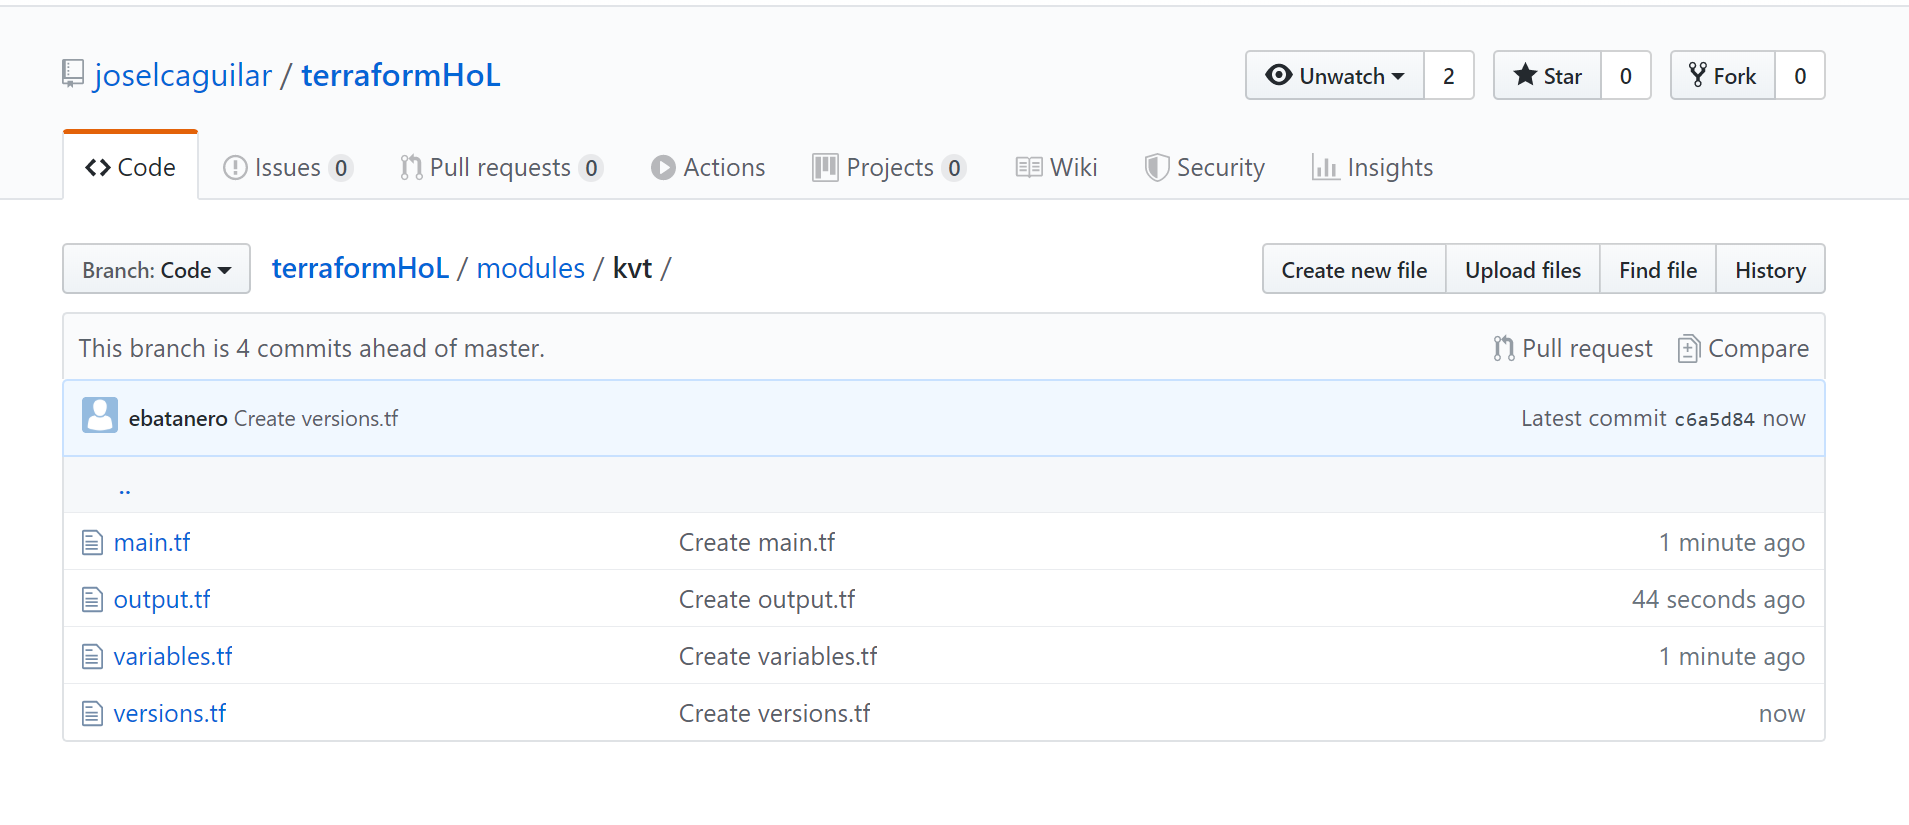 joselcaguilar / terraformHoL Unwatch 2 Star 0 Fork 0
Code Issues 0 Pull requests 0 Actions Projects 0 Wiki Security Insights
Branch: Code terraformHoL / modules / kvt / Create new file Upload files Find file History
This branch is 4 commits ahead of master. Pull request Compare
ebatanero Create versions.tf Latest commit c6a5d84 now
..
main.tf Create main.tf 1 minute ago
output.tf Create output.tf 44 seconds ago
variables.tf Create variables.tf 1 minute ago
versions.tf Create versions.tf now